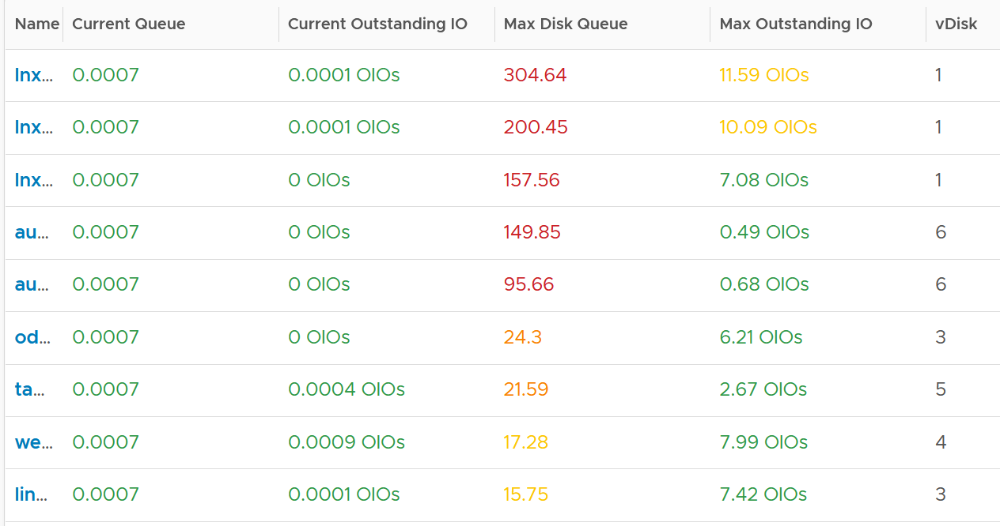 Name Current Queue Current Outstanding IO Max Disk Queue Max Outstanding IO vDisk
lnx... 0.0007 0.0001 OIOs 304.64 11.59 OIOs 1
lnx... 0.0007 0.0001 OIOs 200.45 10.09 OIOs 1
lnx... 0.0007 0 OIOs 157.56 7.08 OIOs 1
au... 0.0007 0 OIOs 149.85 0.49 OIOs 6
au... 0.0007 0 OIOs 95.66 0.68 OIOs 6
od... 0.0007 0 OIOs 24.3 6.21 OIOs 3
ta... 0.0007 0.0004 OIOs 21.59 2.67 OIOs 5
we... 0.0007 0.0009 OIOs 17.28 7.99 OIOs 4
lin... 0.0007 0.0001 OIOs 15.75 7.42 OIOs 3